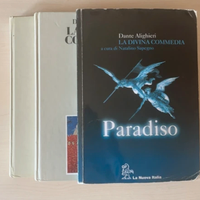 Dante Alighieri
LA DIVINA COMMEDIA
a cura di Natalino Sapegno
Paradiso
La Nuova Italia